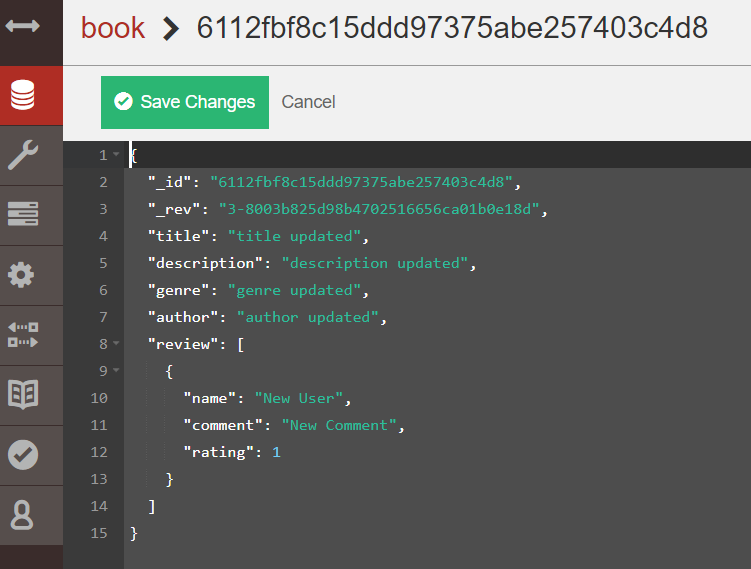 book > 6112fbf8c15ddd97375abe257403c4d8
Save Changes Cancel
1 {
2 "_id": "6112fbf8c15ddd97375abe257403c4d8",
3 "_rev": "3-8003b825d98b4702516656ca01b0e18d",
4 "title": "title updated",
5 "description": "description updated",
6 "genre": "genre updated",
7 "author": "author updated",
8 "review": [
9 {
10 "name": "New User",
11 "comment": "New Comment",
12 "rating": 1
13 }
14 ]
15 }